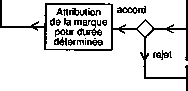 Attribution
de la marque
pour durée
déterminée
accord
rejet